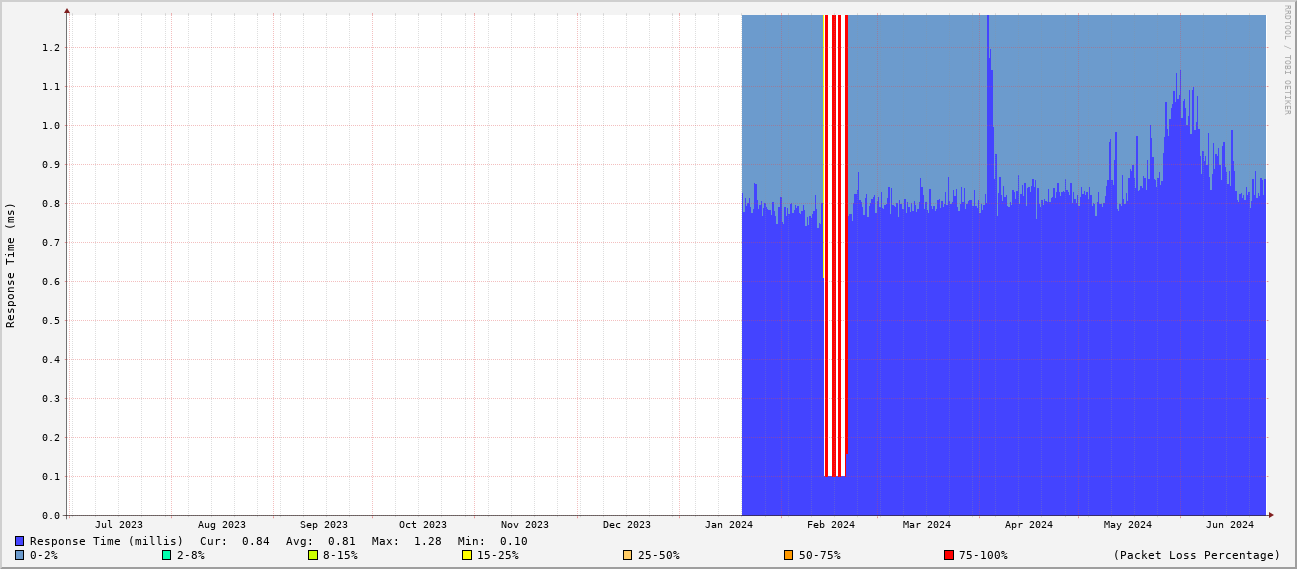 RRDTOOL / TOBI OETIKER
Response Time (ms)
1.2
1.1
1.0
0.9
0.8
0.7
0.6
0.5
0.4
0.3
0.2
0.1
0.0
Jul 2023 Aug 2023 Sep 2023 Oct 2023 Nov 2023 Dec 2023 Jan 2024 Feb 2024 Mar 2024 Apr 2024 May 2024 Jun 2024
Response Time (millis) Cur: 0.84 Avg: 0.81 Max: 1.28 Min: 0.10
0-2% 2-8% 8-15% 15-25% 25-50% 50-75% 75-100% (Packet Loss Percentage)